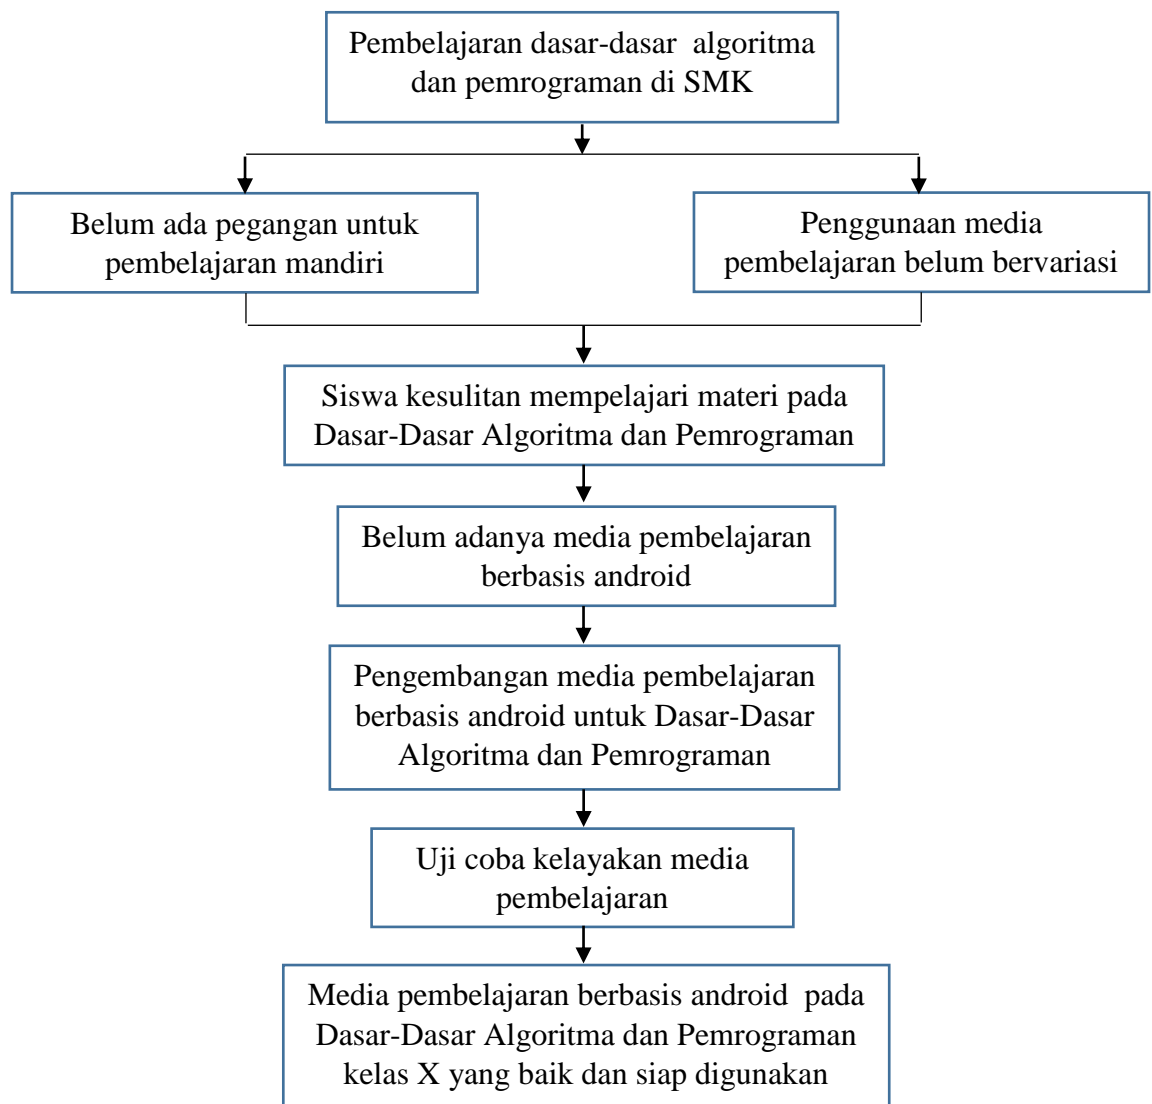 Pembelajaran dasar-dasar algoritma
dan pemrograman di SMK
Belum ada pegangan untuk
pembelajaran mandiri
Penggunaan media
pembelajaran belum bervariasi
Siswa kesulitan mempelajari materi pada
Dasar-Dasar Algoritma dan Pemrograman
Belum adanya media pembelajaran
berbasis android
Pengembangan media pembelajaran
berbasis android untuk Dasar-Dasar
Algoritma dan Pemrograman
Uji coba kelayakan media
pembelajaran
Media pembelajaran berbasis android pada
Dasar-Dasar Algoritma dan Pemrograman
kelas X yang baik dan siap digunakan